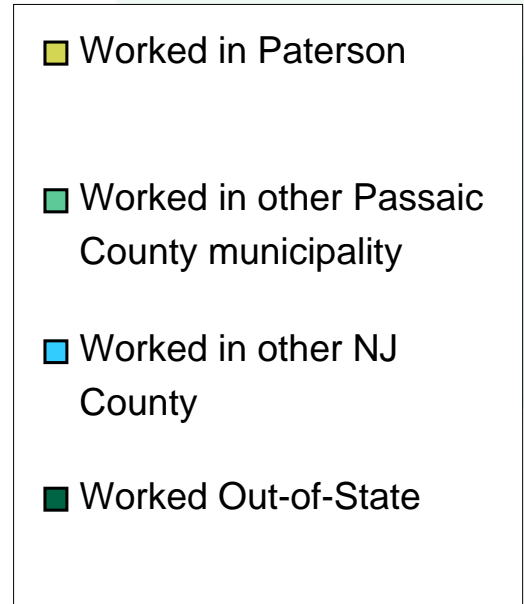 Worked in Paterson
Worked in other Passaic
County municipality
Worked in other NJ
County
Worked Out-of-State